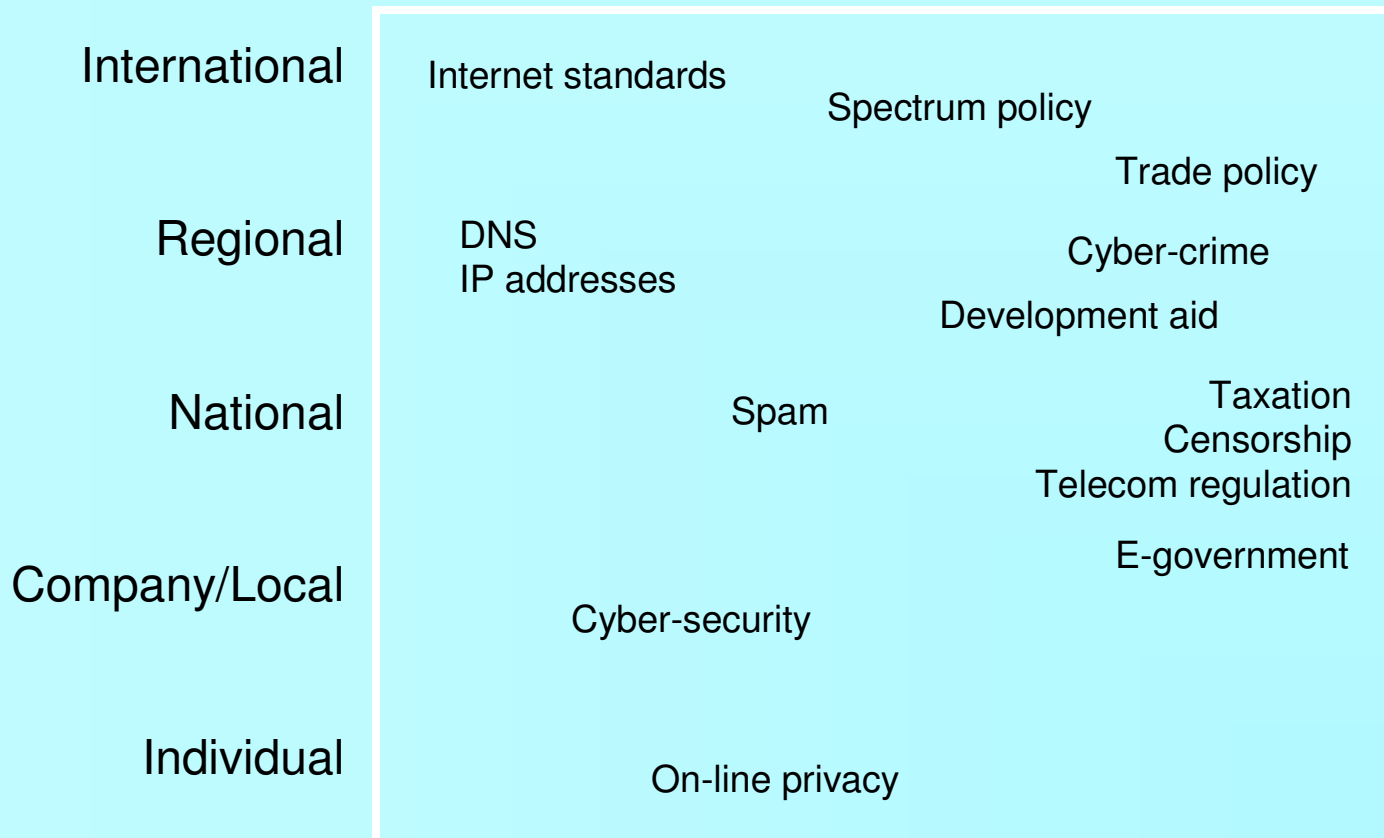 International
Internet standards
Spectrum policy
Trade policy
Regional
DNS
IP addresses
Cyber-crime
Development aid
National
Spam
Taxation
Censorship
Telecom regulation
E-government
Company/Local
Cyber-security
Individual
On-line privacy